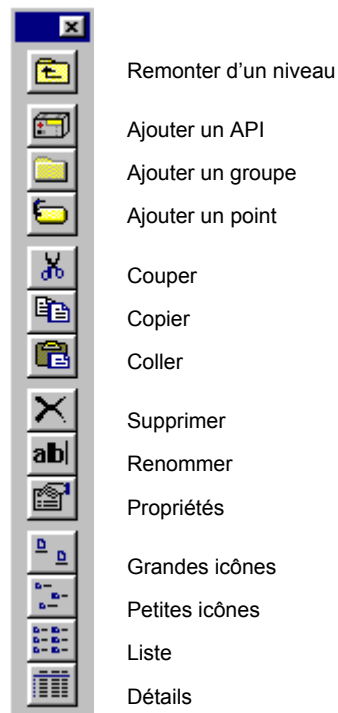 Remonter d’un niveau
Ajouter un API
Ajouter un groupe
Ajouter un point
Couper
Copier
Coller
Supprimer
ab
Renommer
Propriétés
Grandes icônes
Petites icônes
Liste
Détails